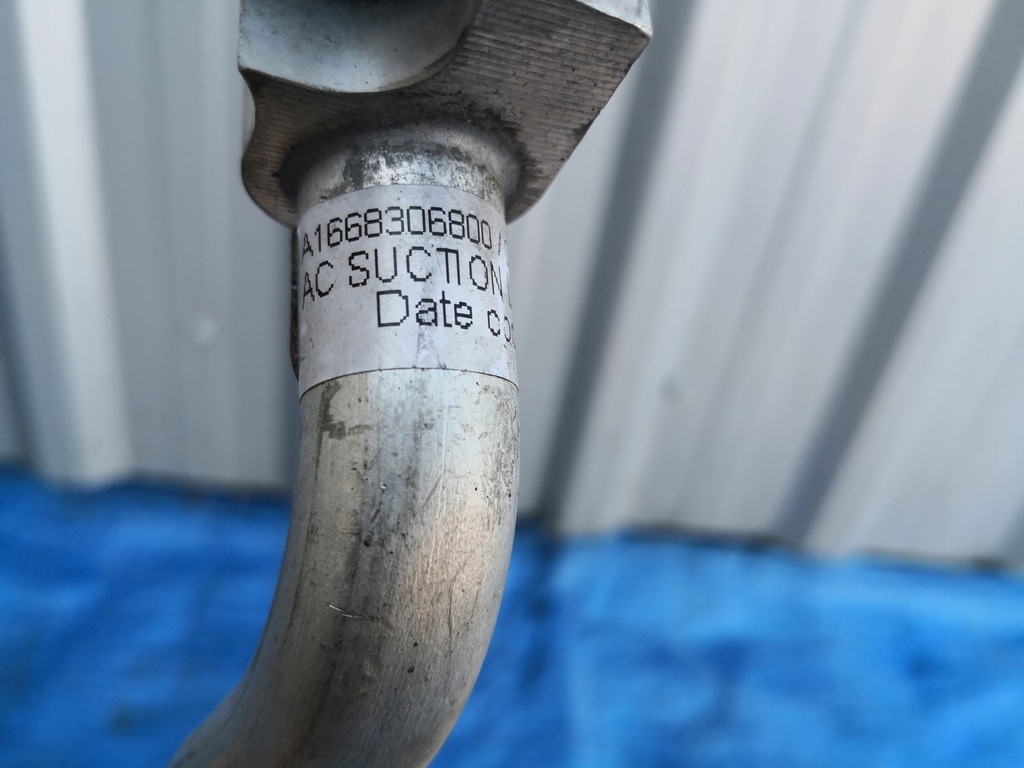 A1668306800 /
AC SUCTION
Date